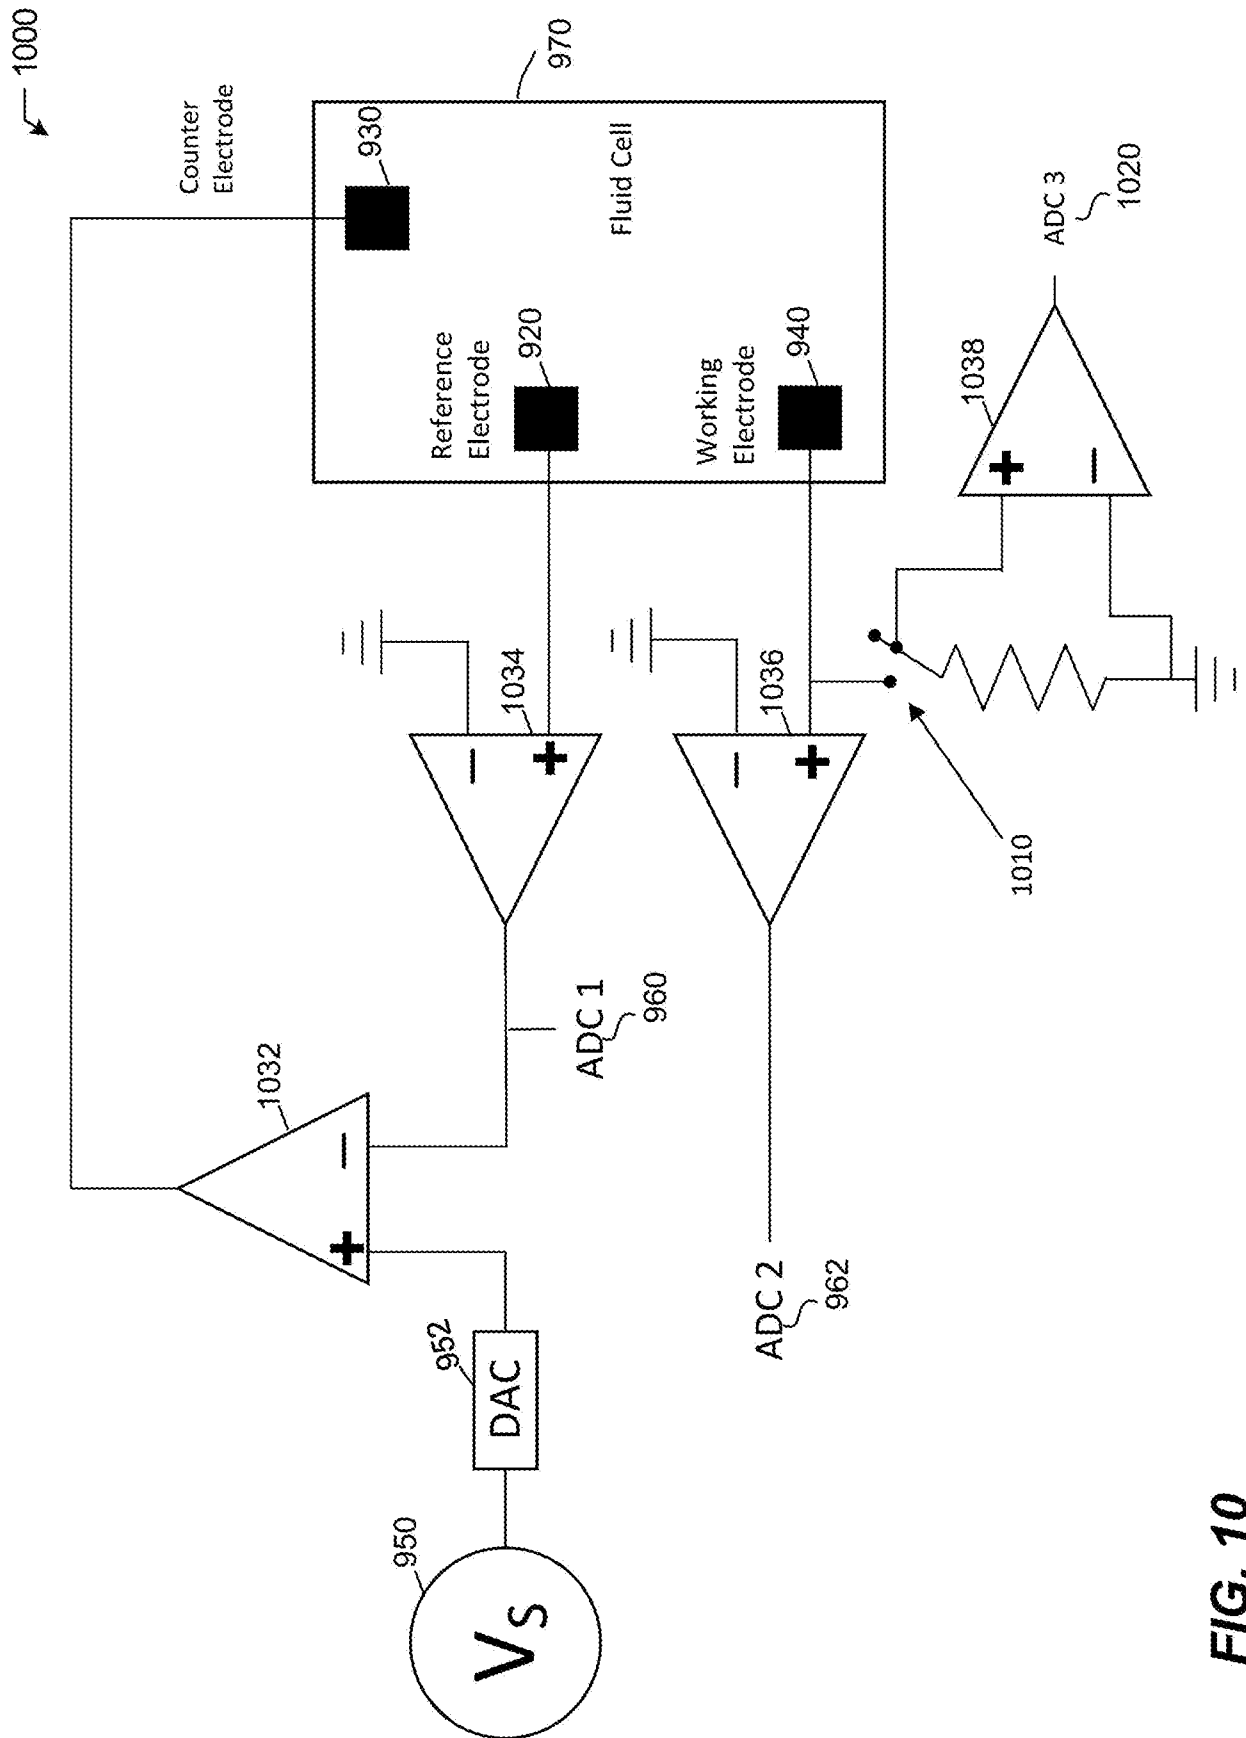 1000
Counter
Electrode
930
970
Fluid Cell
Reference
Electrode
920
Working
Electrode
940
ADC 3
1020
1038
+
−
1034
−
+
1036
−
+
1010
1032
−
+
ADC 1
960
ADC 2
962
952
DAC
950
VS
FIG. 10